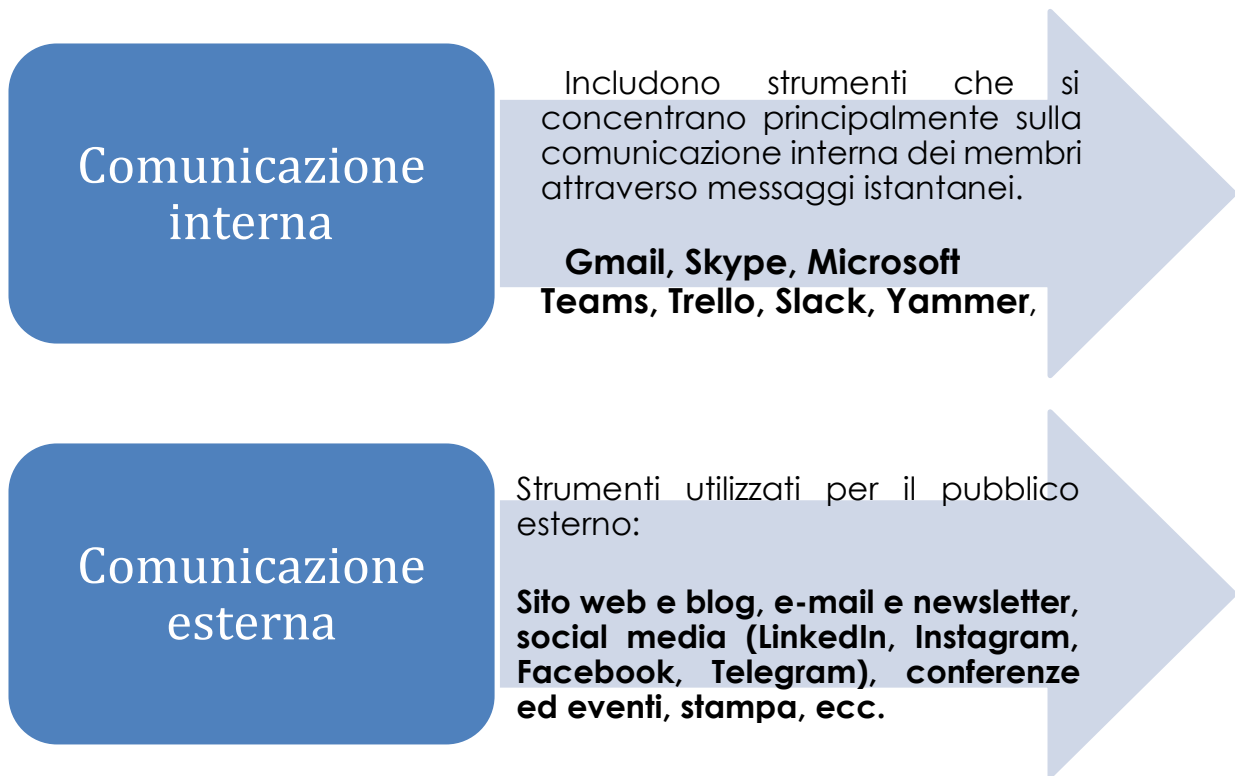 Comunicazione
interna
Includono strumenti che si
concentrano principalmente sulla
comunicazione interna dei membri
attraverso messaggi istantanei.
Gmail, Skype, Microsoft
Teams, Trello, Slack, Yammer,
Comunicazione
esterna
Strumenti utilizzati per il pubblico
esterno:
Sito web e blog, e-mail e newsletter,
social media (LinkedIn, Instagram,
Facebook, Telegram), conferenze
ed eventi, stampa, ecc.